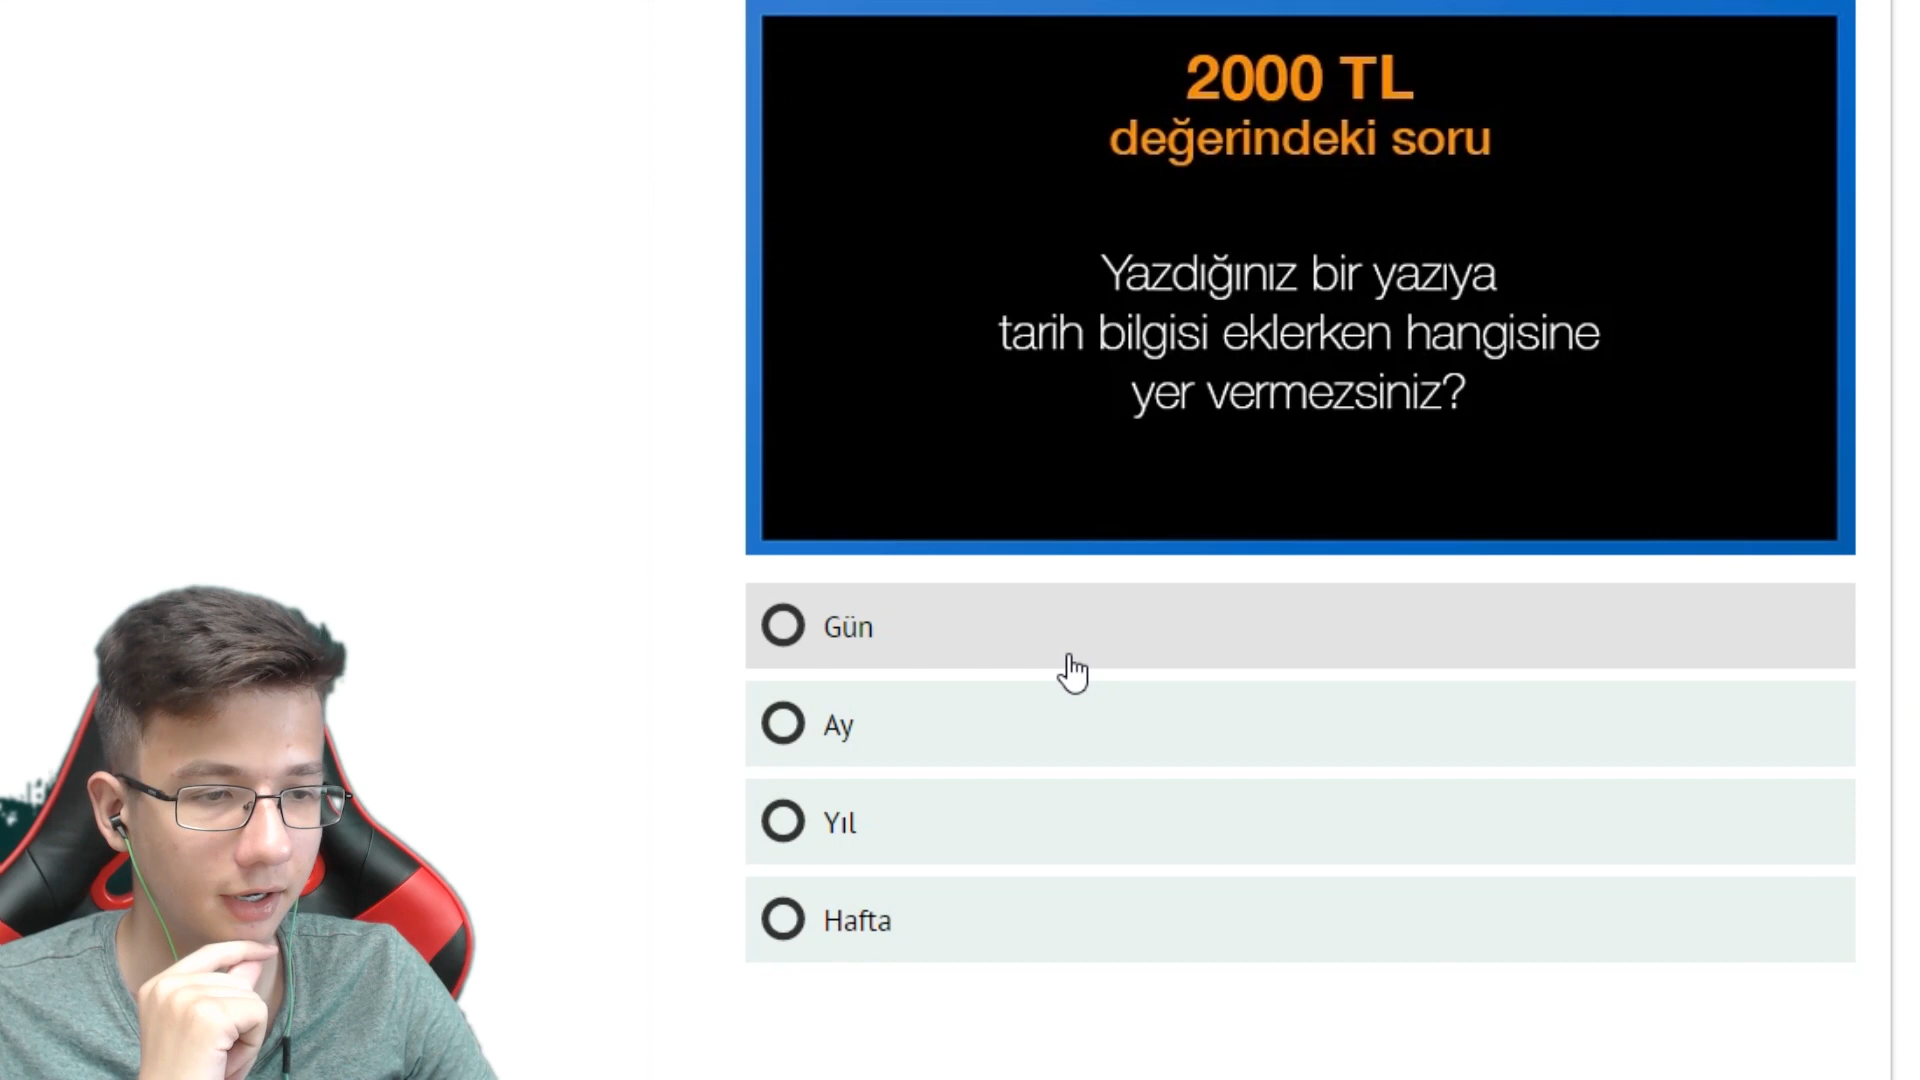 2000 TL
değerindeki soru
Yazdığınız bir yazıya
tarih bilgisi eklerken hangisine
yer vermezsiniz?
Gün
Ay
Yıl
Hafta